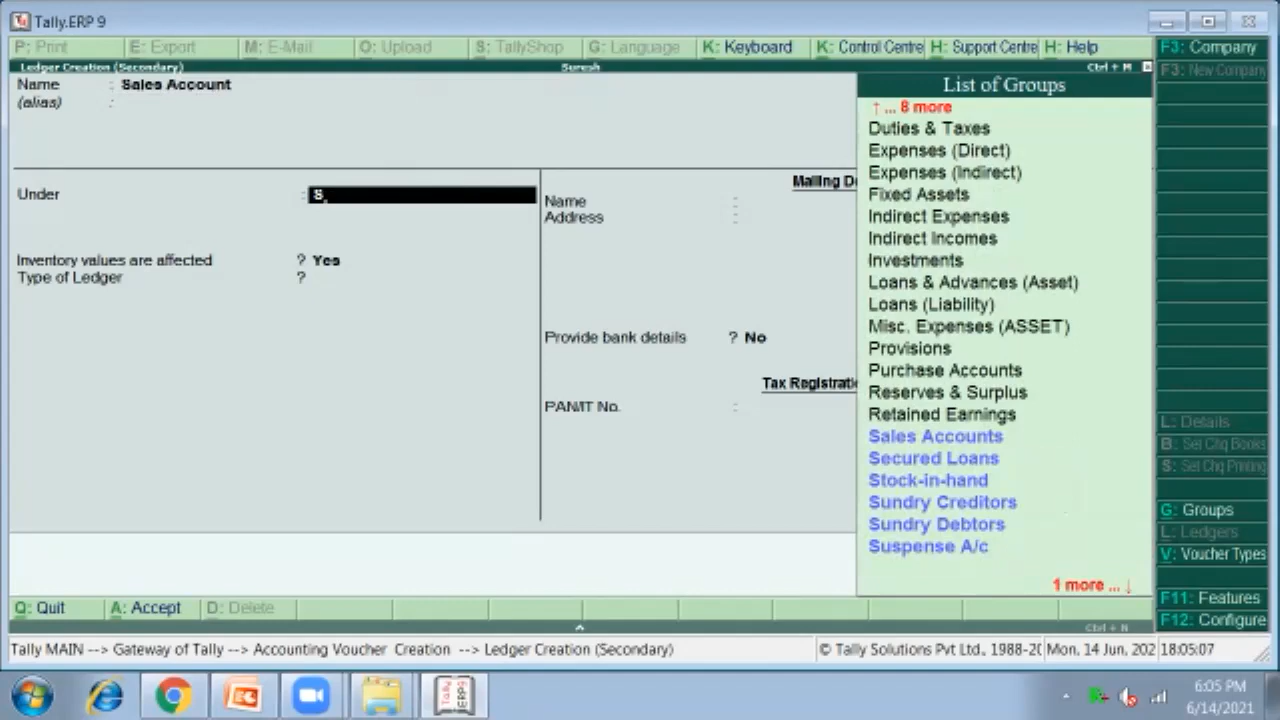 Tally.ERP 9
P: Print E: Export M: E-Mail O: Upload S: TallyShop G: Language K: Keyboard K: Control Centre H: Support Centre H: Help F3: Company
Ledger Creation (Secondary) Suresh Ctrl + M F3: New Company
Name : Sales Account
(alias) :
List of Groups
↑ ... 8 more
Duties & Taxes
Expenses (Direct)
Expenses (Indirect)
Fixed Assets
Indirect Expenses
Indirect Incomes
Investments
Loans & Advances (Asset)
Loans (Liability)
Misc. Expenses (ASSET)
Provisions
Purchase Accounts
Reserves & Surplus
Retained Earnings
Sales Accounts
Secured Loans
Stock-in-hand
Sundry Creditors
Sundry Debtors
Suspense A/c
1 more ... ↓
Under : S
Inventory values are affected ? Yes
Type of Ledger ?
Mailing De
Name :
Address :
Provide bank details ? No
Tax Registratio
PAN/IT No. :
L: Details
B: Set Chq Books
S: Set Chq Printing
G: Groups
L: Ledgers
V: Voucher Types
F11: Features
F12: Configure
Q: Quit A: Accept D: Delete
Ctrl + N
Tally MAIN --> Gateway of Tally --> Accounting Voucher Creation --> Ledger Creation (Secondary) © Tally Solutions Pvt Ltd., 1988-20 Mon, 14 Jun, 202 18:05:07
6:05 PM
6/14/2021